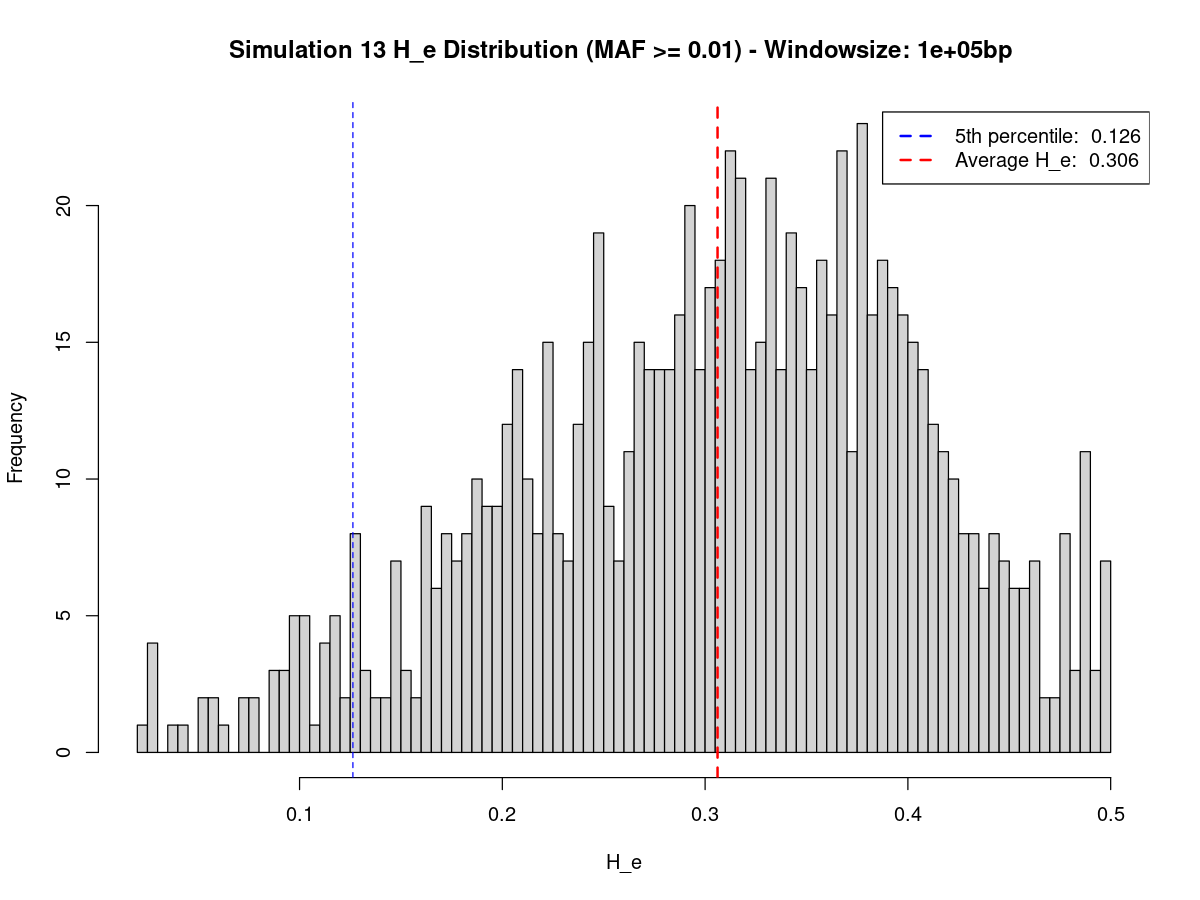 Simulation 13 H_e Distribution (MAF >= 0.01) - Windowsize: 1e+05bp
5th percentile:  0.126
Average H_e:  0.306
Frequency
20
15
10
5
0
0.1
0.2
0.3
0.4
0.5
H_e